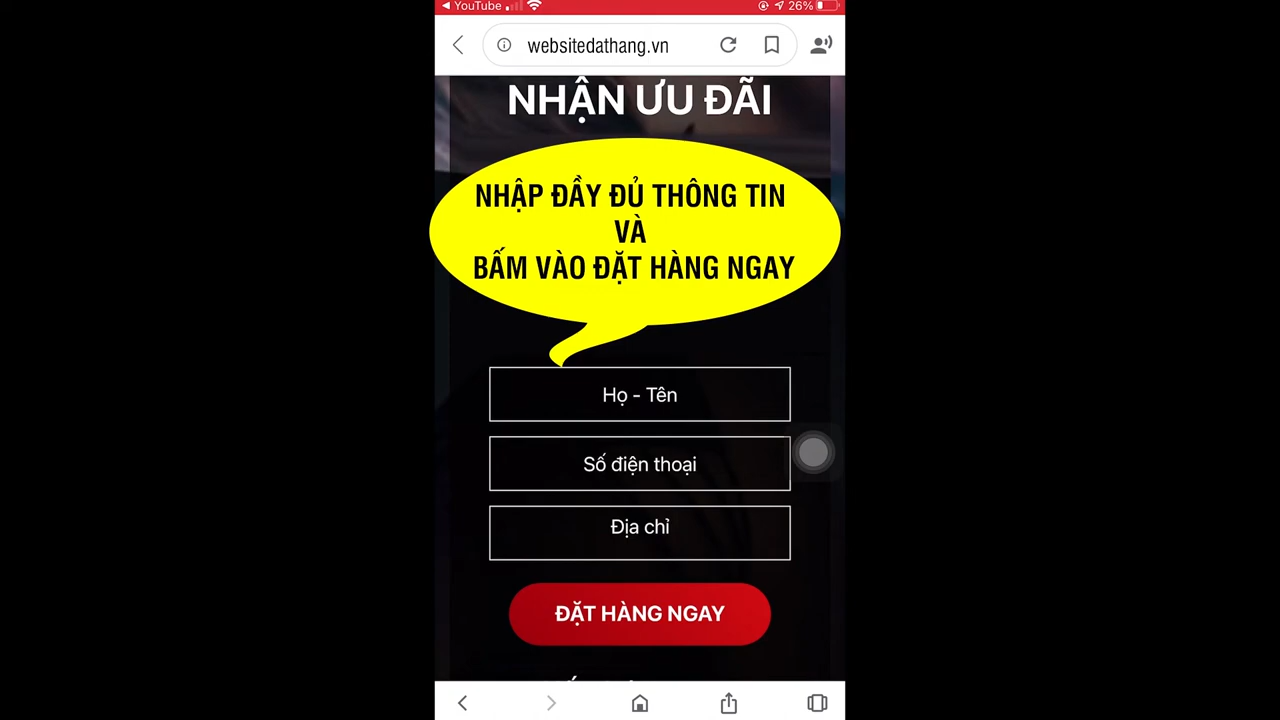 YouTube
26%
websitedathang.vn
NHẬN ƯU ĐÃI
NHẬP ĐẦY ĐỦ THÔNG TIN
VÀ
BẤM VÀO ĐẶT HÀNG NGAY
Họ - Tên
Số điện thoại
Địa chỉ
ĐẶT HÀNG NGAY